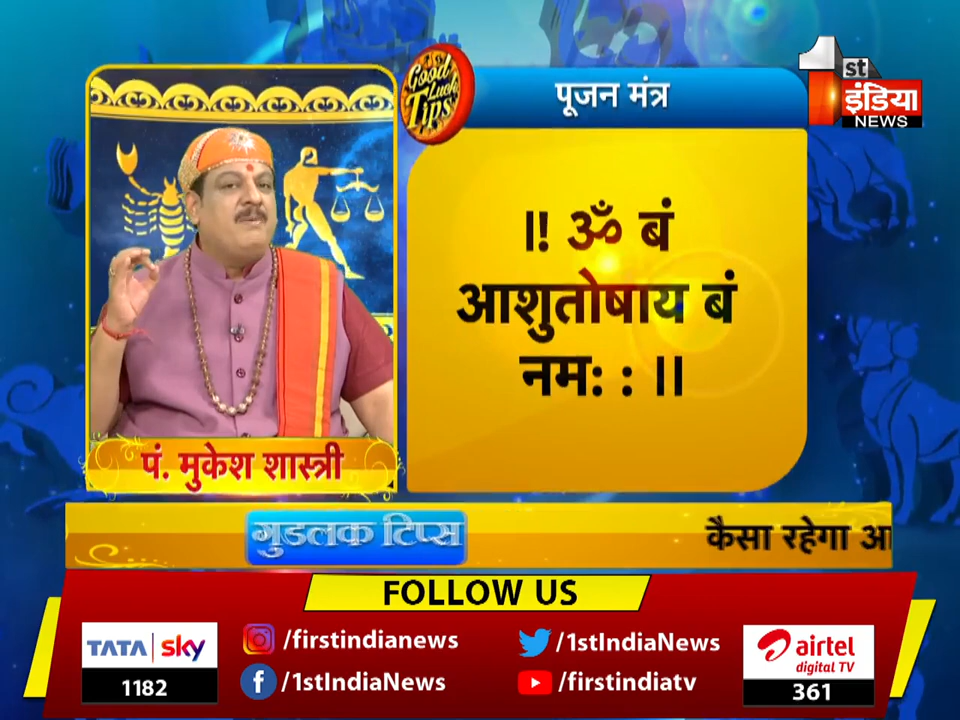 Good
Luck
Tips
पूजन मंत्र
1st
इंडिया
NEWS
॥ ॐ बं
आशुतोषाय बं
नमः : ॥
पं. मुकेश शास्त्री
गुडलक टिप्स
कैसा रहेगा
FOLLOW US
TATA sky
1182
/firstindianews
/1stIndiaNews
/1stIndiaNews
/firstindiatv
airtel
digital TV
361